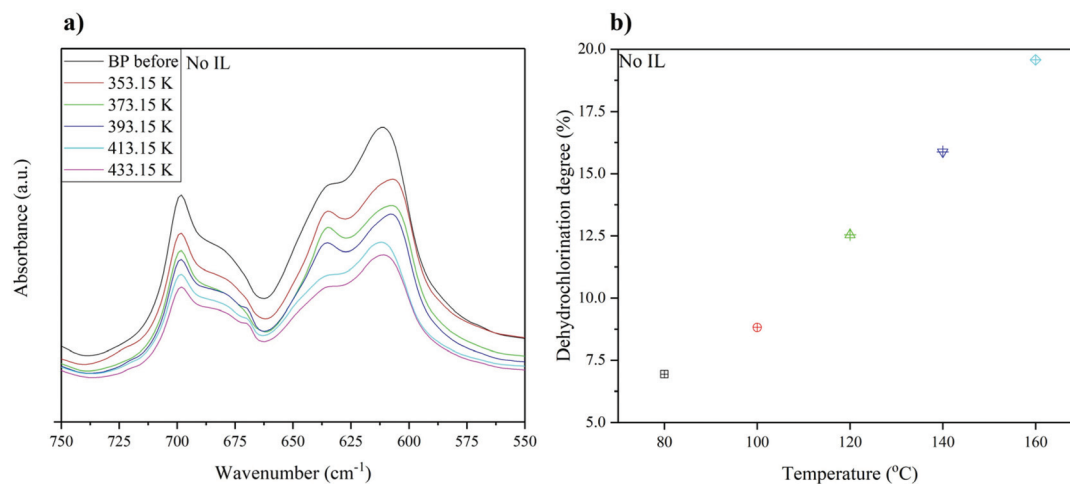 a)
No IL
BP before
353.15 K
373.15 K
393.15 K
413.15 K
433.15 K
Absorbance (a.u.)
750 725 700 675 650 625 600 575 550
Wavenumber (cm⁻¹)
b)
No IL
20.0
17.5
15.0
12.5
10.0
7.5
5.0
Dehydrochlorination degree (%)
80 100 120 140 160
Temperature (°C)